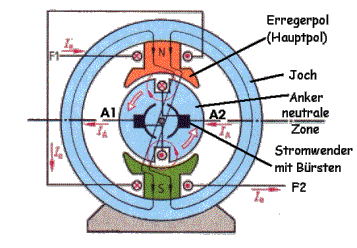 Erregerpol
(Hauptpol)
F1
N
Joch
Anker
A1
A2
neutrale
Zone
Stromwender
mit Bürsten
S
F2